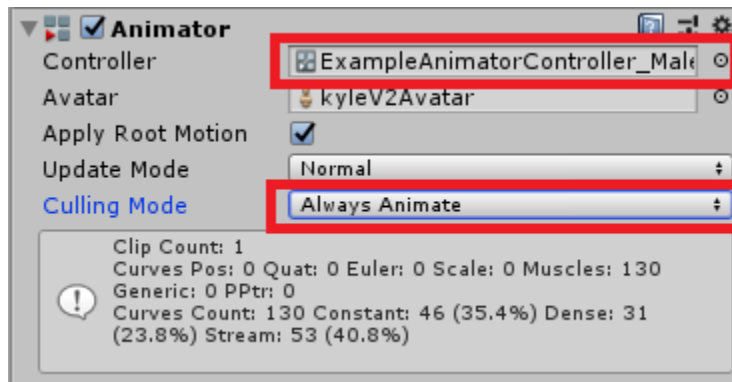 Animator
Controller ExampleAnimatorController_Male
Avatar kyleV2Avatar
Apply Root Motion
Update Mode Normal
Culling Mode Always Animate
Clip Count: 1
Curves Pos: 0 Quat: 0 Euler: 0 Scale: 0 Muscles: 130
Generic: 0 PPtr: 0
Curves Count: 130 Constant: 46 (35.4%) Dense: 31
(23.8%) Stream: 53 (40.8%)